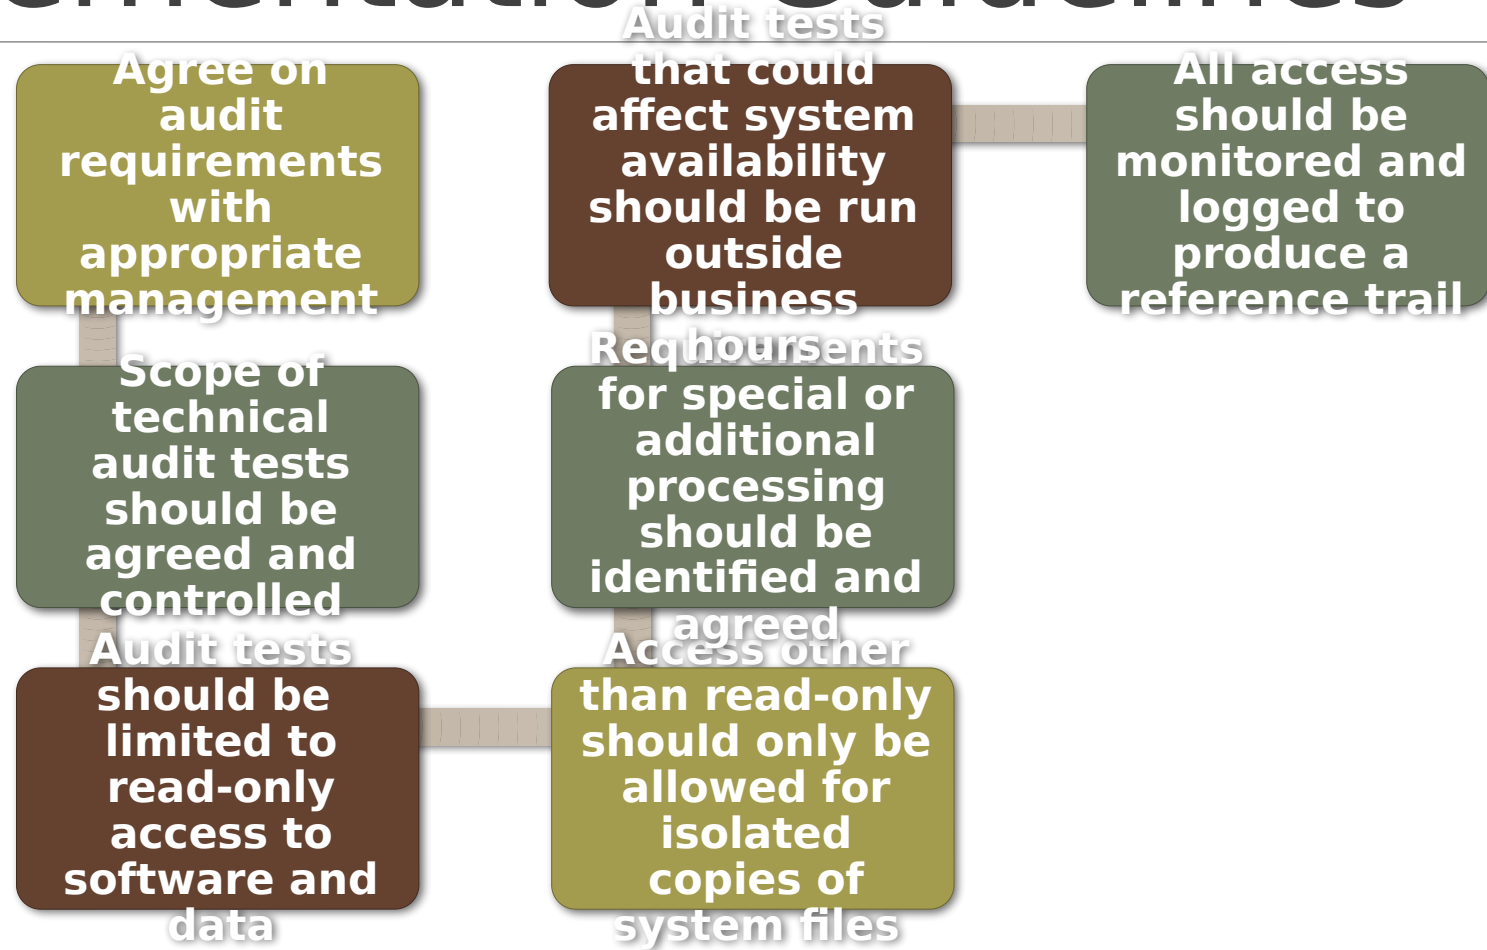 Guidelines
Agree on
audit
requirements
with
appropriate
management
Scope of
technical
audit tests
should be
agreed and
controlled
Audit tests
should be
limited to
read-only
access to
software and
data
Access other
than read-only
should only be
allowed for
isolated
copies of
system files
Requirements
for special or
additional
processing
should be
identified and
agreed
Audit tests
that could
affect system
availability
should be run
outside
business
hours
All access
should be
monitored and
logged to
produce a
reference trail